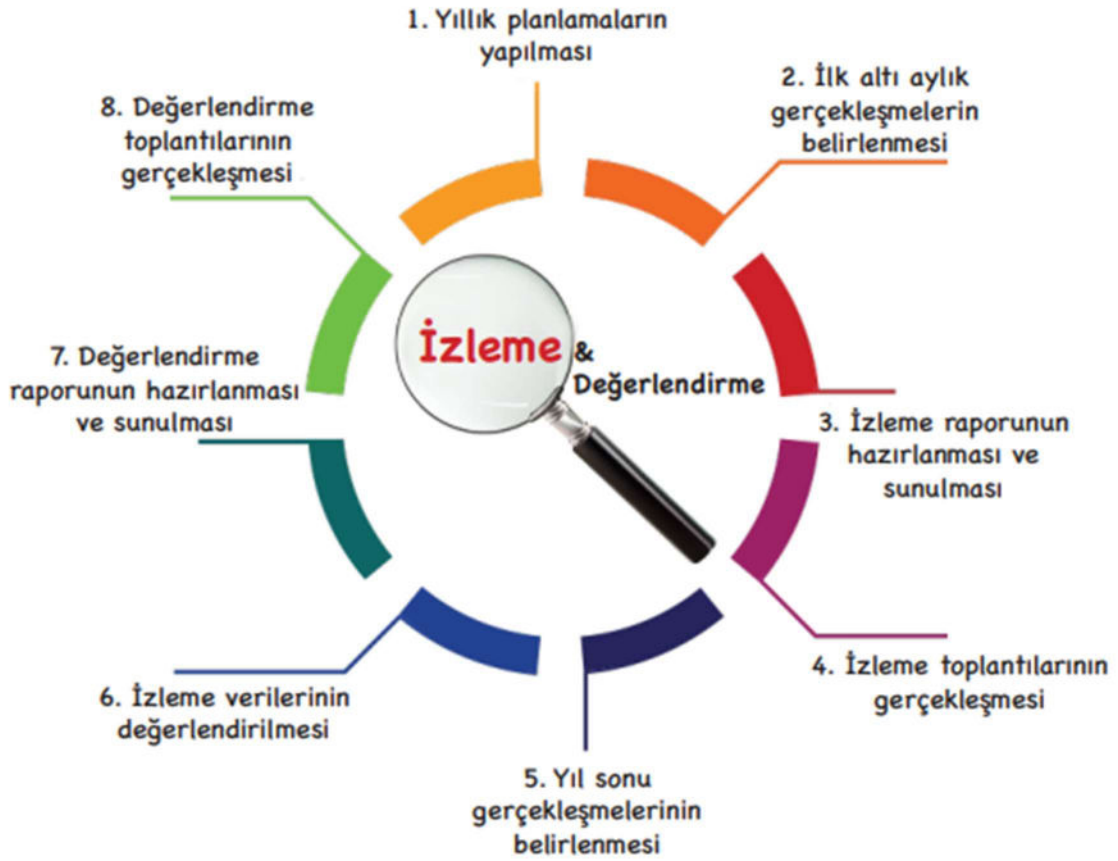 1. Yıllık planlamaların
yapılması
2. İlk altı aylık
gerçekleşmelerin
belirlenmesi
3. İzleme raporunun
hazırlanması ve
sunulması
4. İzleme toplantılarının
gerçekleşmesi
5. Yıl sonu
gerçekleşmelerinin
belirlenmesi
6. İzleme verilerinin
değerlendirilmesi
7. Değerlendirme
raporunun hazırlanması
ve sunulması
8. Değerlendirme
toplantılarının
gerçekleşmesi
İzleme &
Değerlendirme